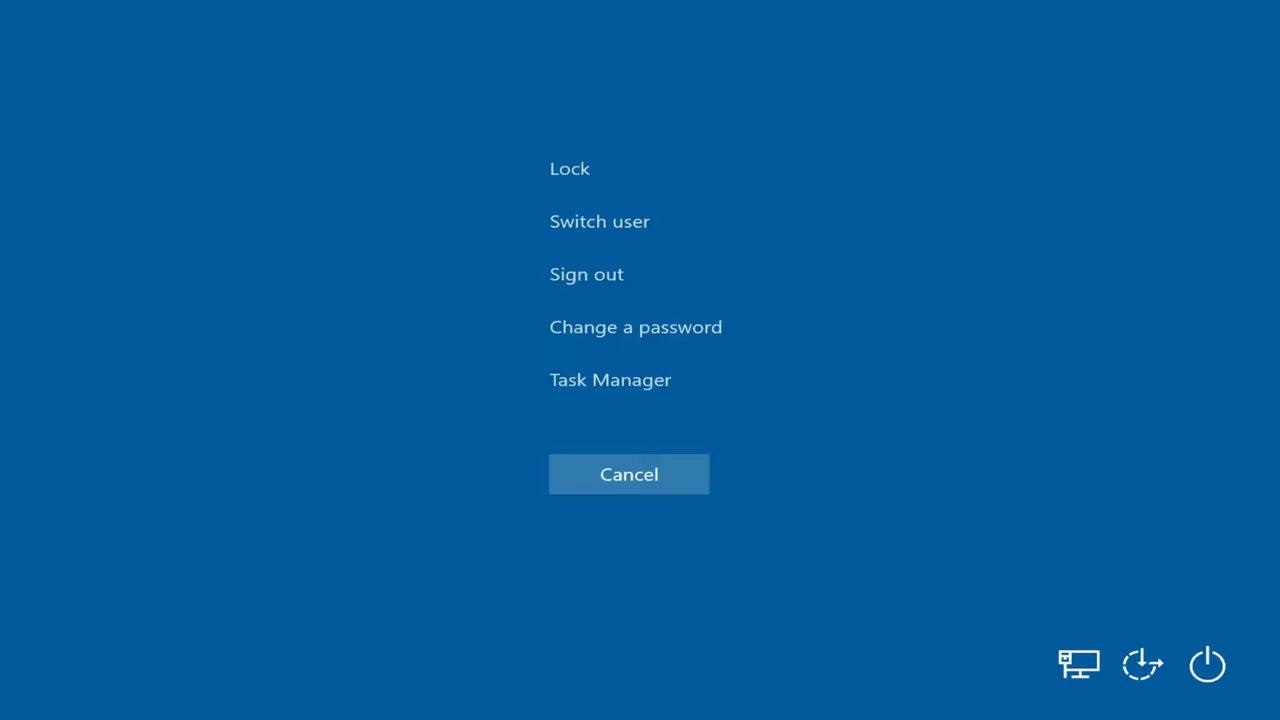 Lock
Switch user
Sign out
Change a password
Task Manager
Cancel